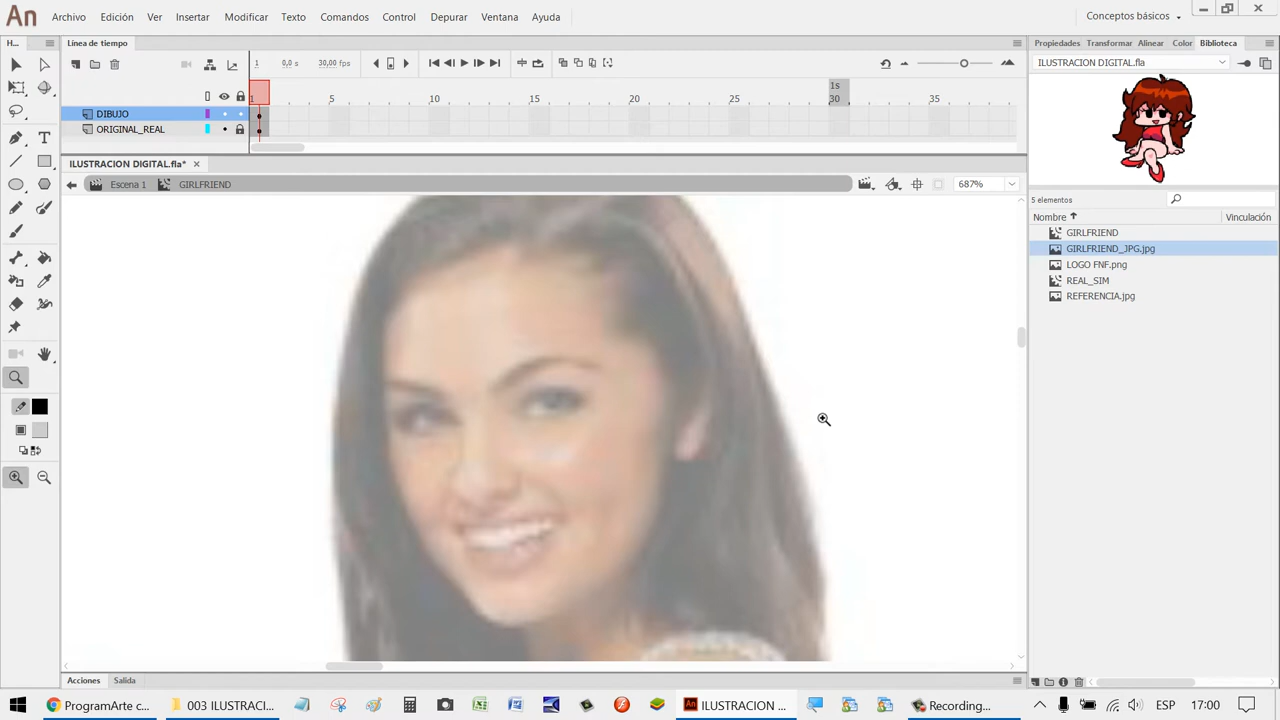 An Archivo Edición Ver Insertar Modificar Texto Comandos Control Depurar Ventana Ayuda Conceptos básicos
H... Línea de tiempo Propiedades Transformar Alinear Color Biblioteca
1 0,0 s 30,00 fps ILUSTRACION DIGITAL.fla
1s
1 5 10 15 20 25 30 35
DIBUJO
ORIGINAL_REAL
ILUSTRACION DIGITAL.fla*
Escena 1 GIRLFRIEND 687%
5 elementos
Nombre Vinculación
GIRLFRIEND
GIRLFRIEND_JPG.jpg
LOGO FNF.png
REAL_SIM
REFERENCIA.jpg
Acciones Salida
ProgramArte c... 003 ILUSTRACI... ILUSTRACION ... Recording... ESP 17:00